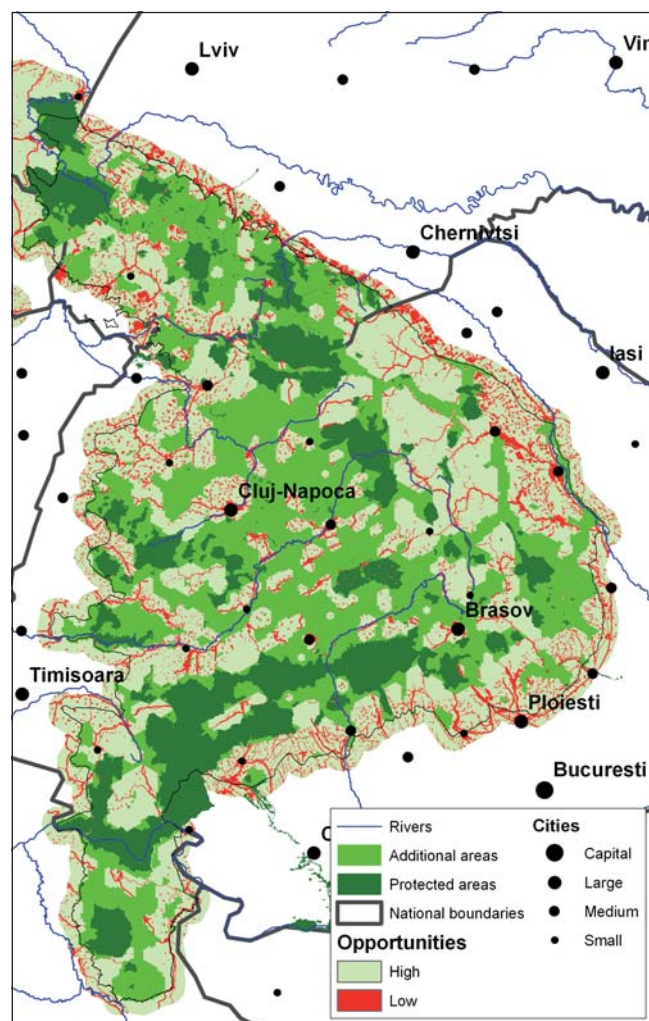 Lviv
Chernivtsi
Iasi
Cluj-Napoca
Brasov
Timisoara
Ploiesti
Bucuresti
Rivers
Additional areas
Protected areas
National boundaries
Opportunities
High
Low
Cities
Capital
Large
Medium
Small